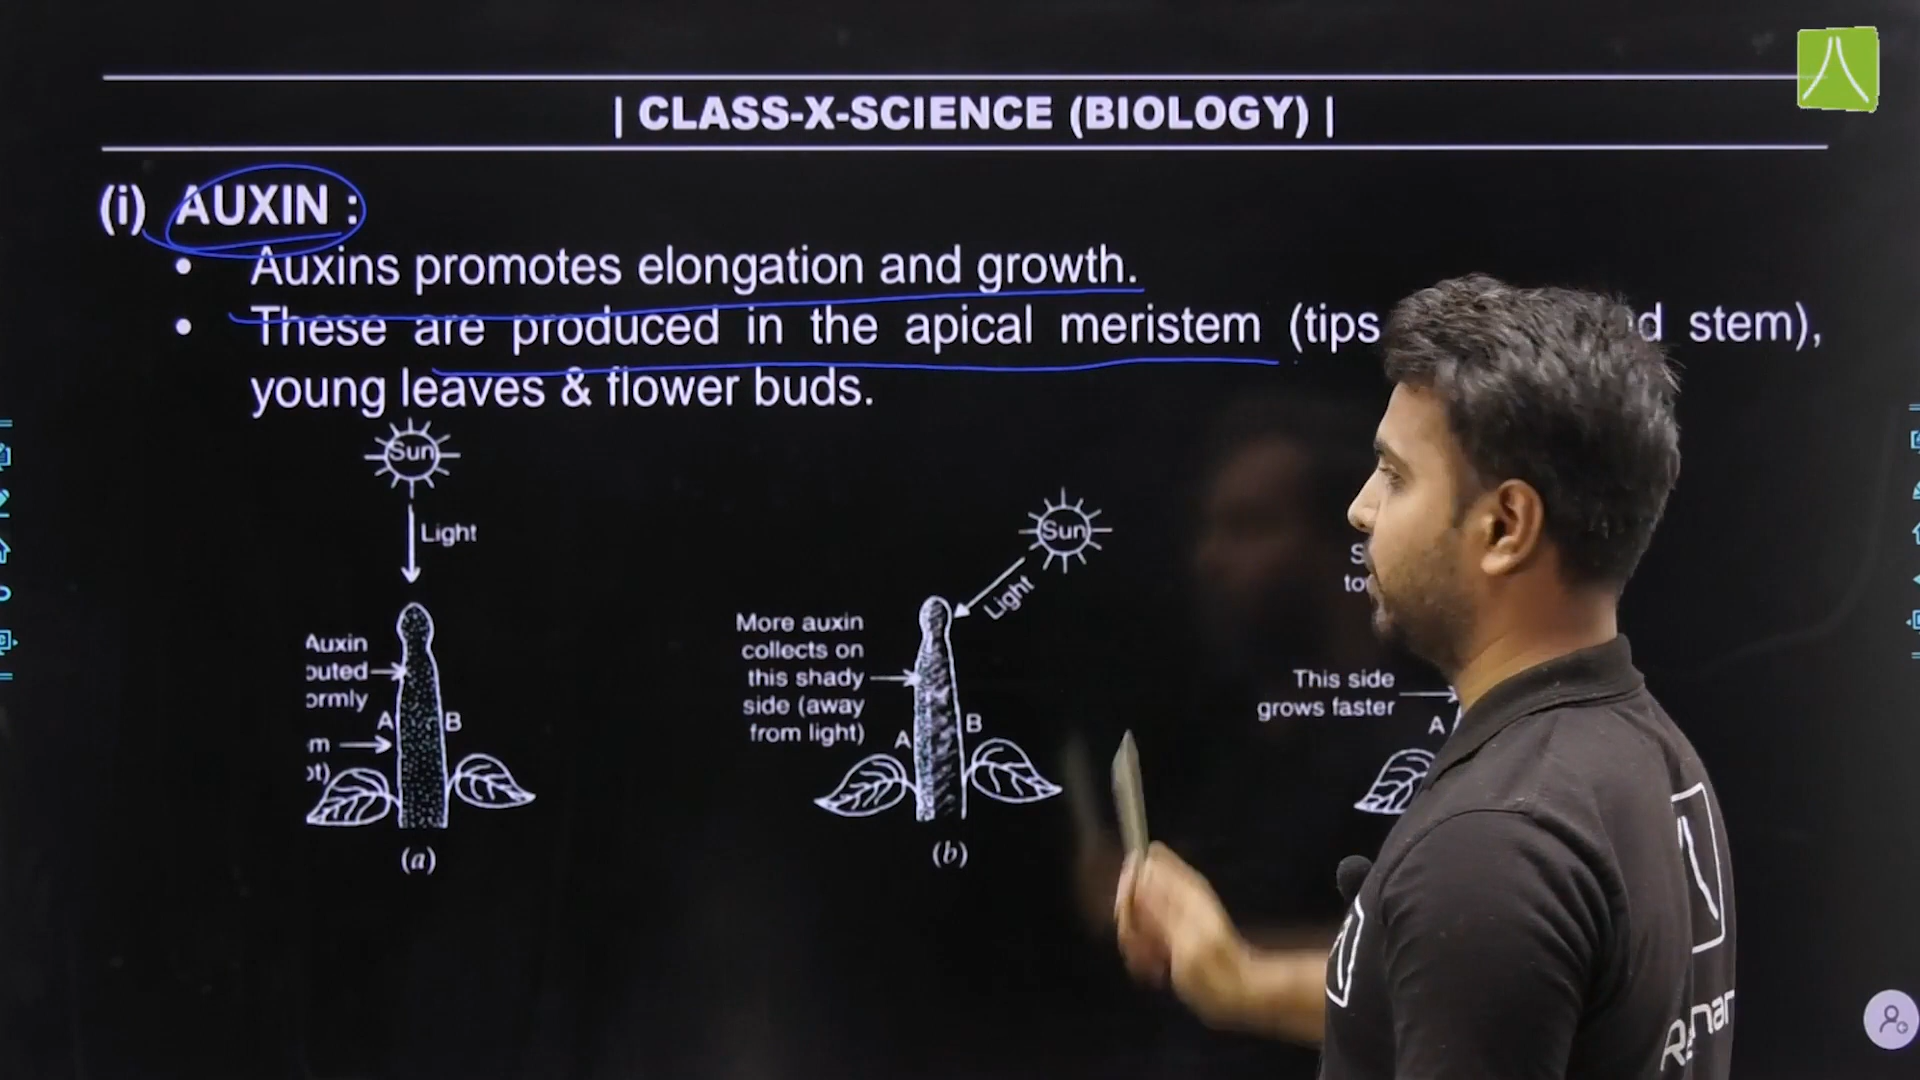 | CLASS-X-SCIENCE (BIOLOGY) |
(i) AUXIN :
• Auxins promotes elongation and growth.
• These are produced in the apical meristem (tips stem),
young leaves & flower buds.
Sun
Light
Auxin
A B
(a)
Sun
Light
More auxin
collects on
this shady
side (away
from light)
A B
(b)
This side
grows faster
A